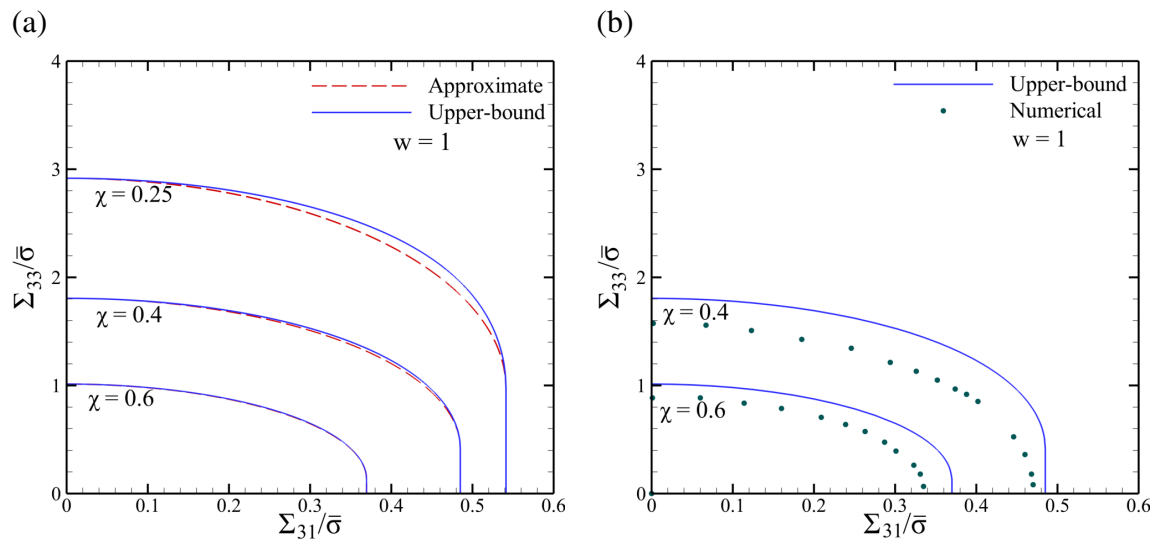 (a)
4
Approximate
Upper-bound
w = 1
3
χ = 0.25
Σ33/σ̅
2
χ = 0.4
1
χ = 0.6
0
0 0.1 0.2 0.3 0.4 0.5 0.6
Σ31/σ̅
(b)
4
Upper-bound
Numerical
w = 1
3
Σ33/σ̅
2
χ = 0.4
1
χ = 0.6
0
0 0.1 0.2 0.3 0.4 0.5 0.6
Σ31/σ̅